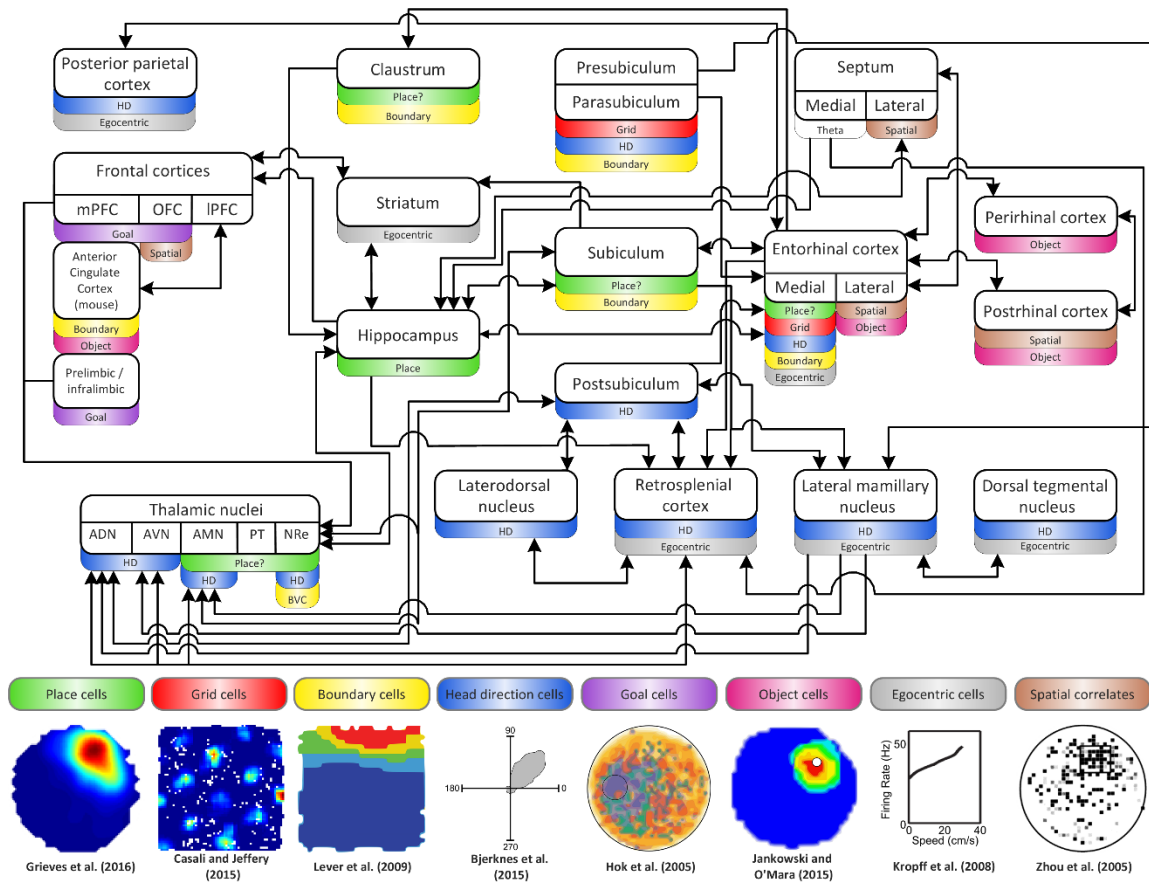 Posterior parietal
cortex
HD
Egocentric
Claustrum
Place?
Boundary
Presubiculum
Parasubiculum
Grid
HD
Boundary
Septum
Medial
Lateral
Theta
Spatial
Frontal cortices
mPFC
OFC
lPFC
Goal
Spatial
Anterior
Cingulate
Cortex
(mouse)
Boundary
Object
Prelimbic /
infralimbic
Goal
Striatum
Egocentric
Subiculum
Place?
Boundary
Entorhinal cortex
Medial
Lateral
Place?
Grid
HD
Boundary
Egocentric
Spatial
Object
Perirhinal cortex
Object
Postrhinal cortex
Spatial
Object
Hippocampus
Place
Postsubiculum
HD
Thalamic nuclei
ADN
AVN
AMN
PT
NRe
HD
Place?
HD
HD
BVC
Laterodorsal
nucleus
HD
Retrosplenial
cortex
HD
Egocentric
Lateral mamillary
nucleus
HD
Egocentric
Dorsal tegmental
nucleus
HD
Egocentric
Place cells
Grid cells
Boundary cells
Head direction cells
Goal cells
Object cells
Egocentric cells
Spatial correlates
90
180
0
270
Firing Rate (Hz)
50
0
0
40
Speed (cm/s)
Grieves et al. (2016)
Casali and Jeffery
(2015)
Lever et al. (2009)
Bjerknes et al.
(2015)
Hok et al. (2005)
Jankowski and
O'Mara (2015)
Kropff et al. (2008)
Zhou et al. (2005)